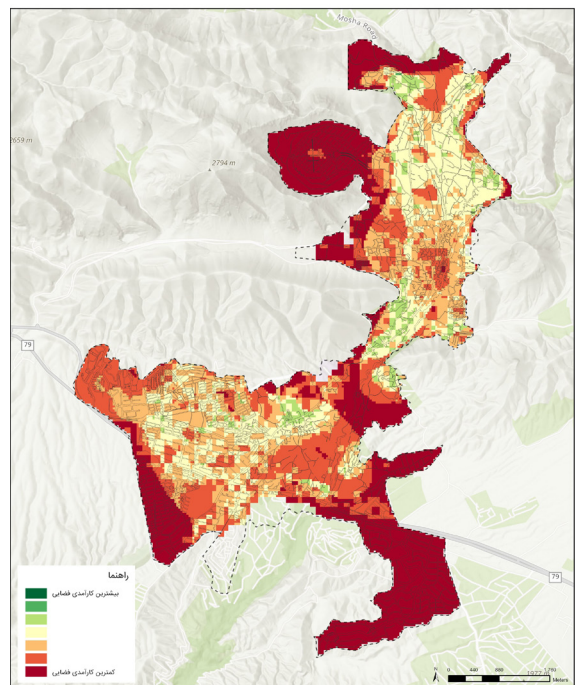 Mosha Road
2659 m
2794 m
79
79
راهنما
بیشترین کارآمدی فضایی
کمترین کارآمدی فضایی
1977 m
N
0 440 880 1,760
Meters